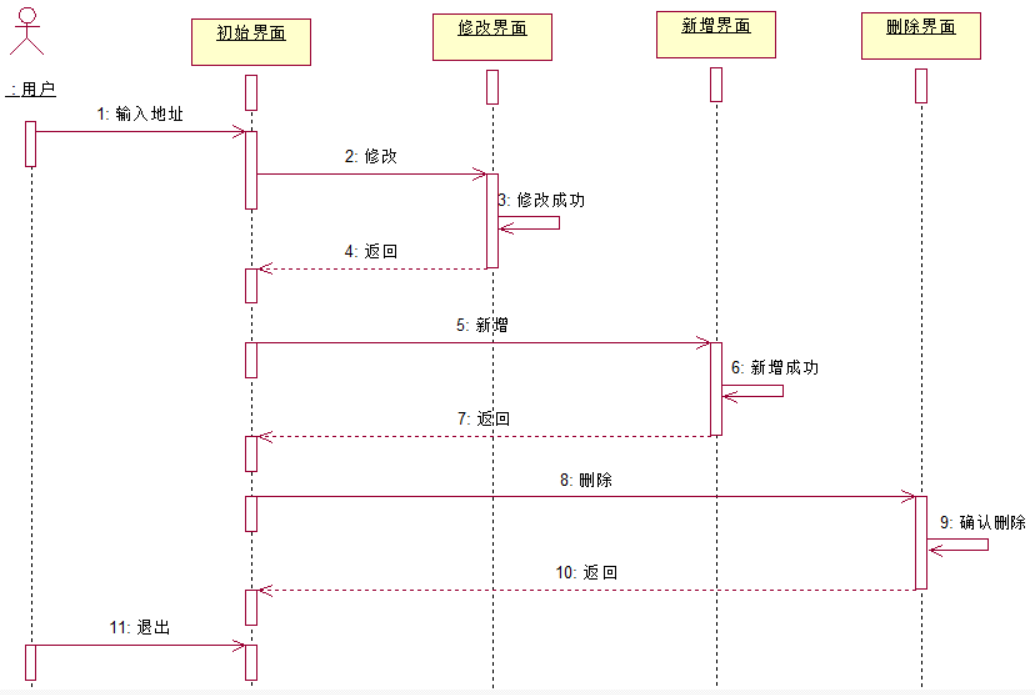 初始界面
修改界面
新增界面
删除界面
: 用户
1: 输入地址
2: 修改
3: 修改成功
4: 返回
5: 新增
6: 新增成功
7: 返回
8: 删除
9: 确认删除
10: 返回
11: 退出